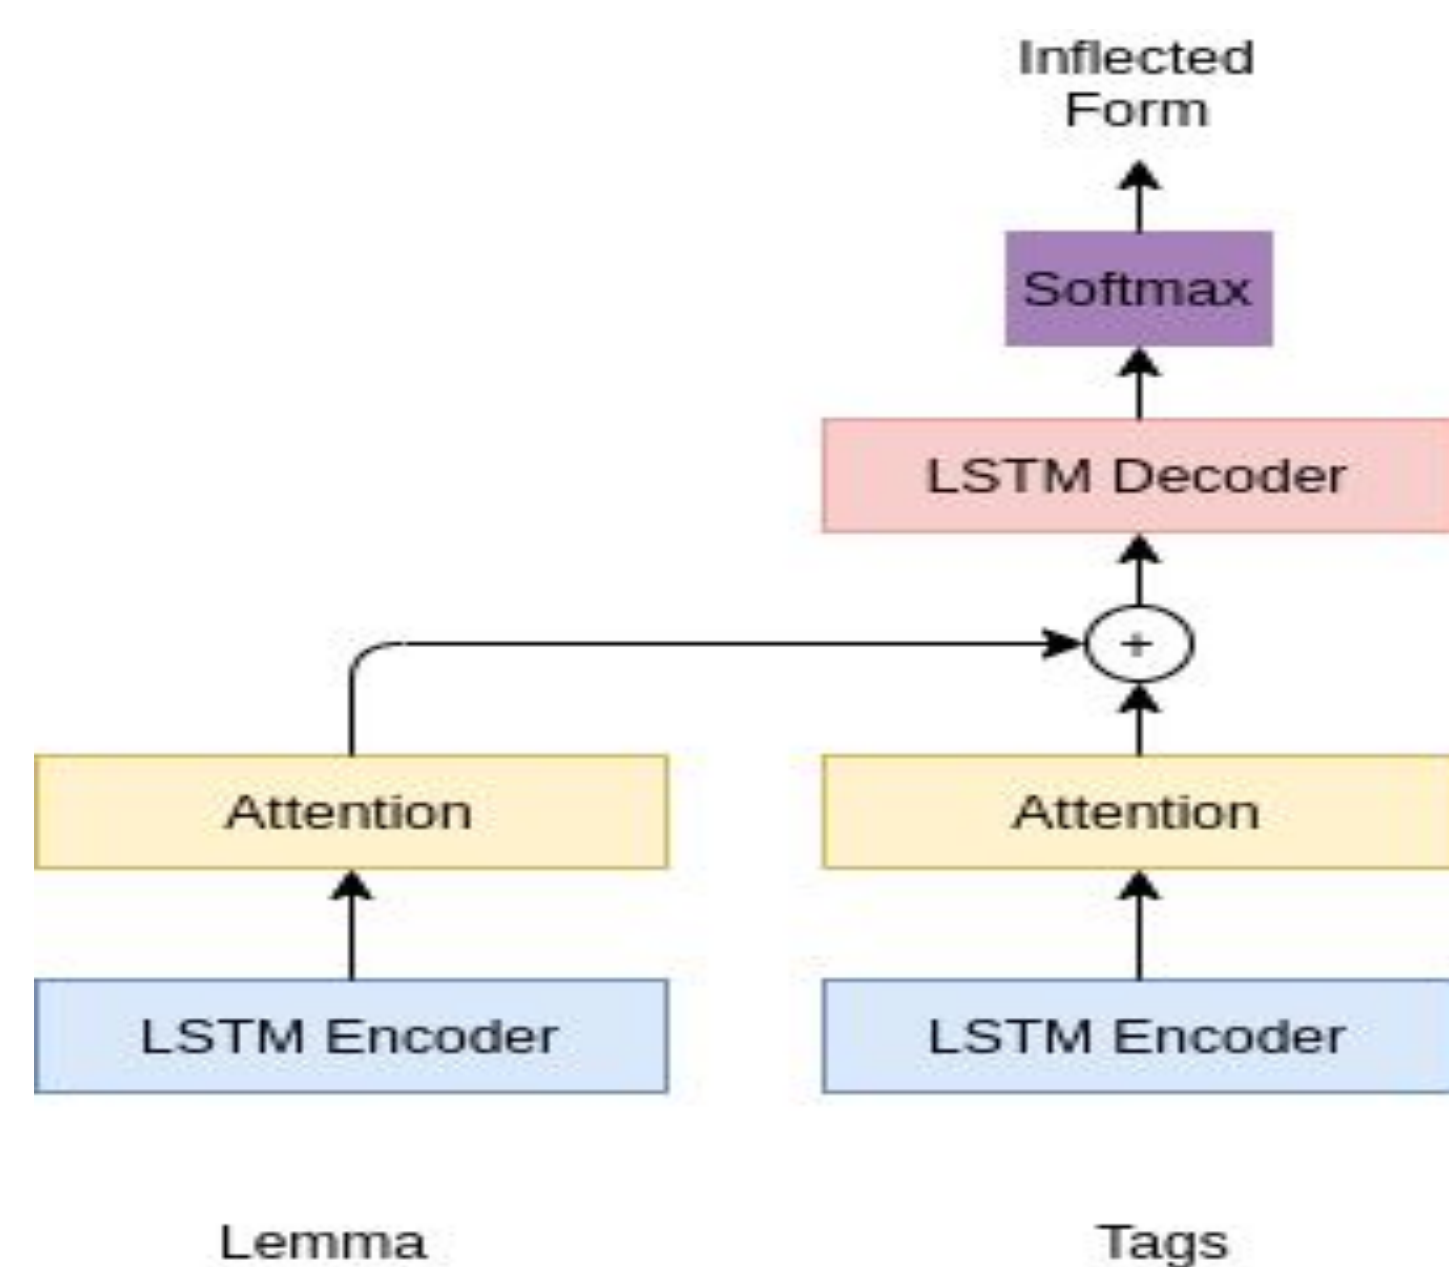 Inflected
Form
Softmax
LSTM Decoder
+
Attention
Attention
LSTM Encoder
LSTM Encoder
Lemma
Tags